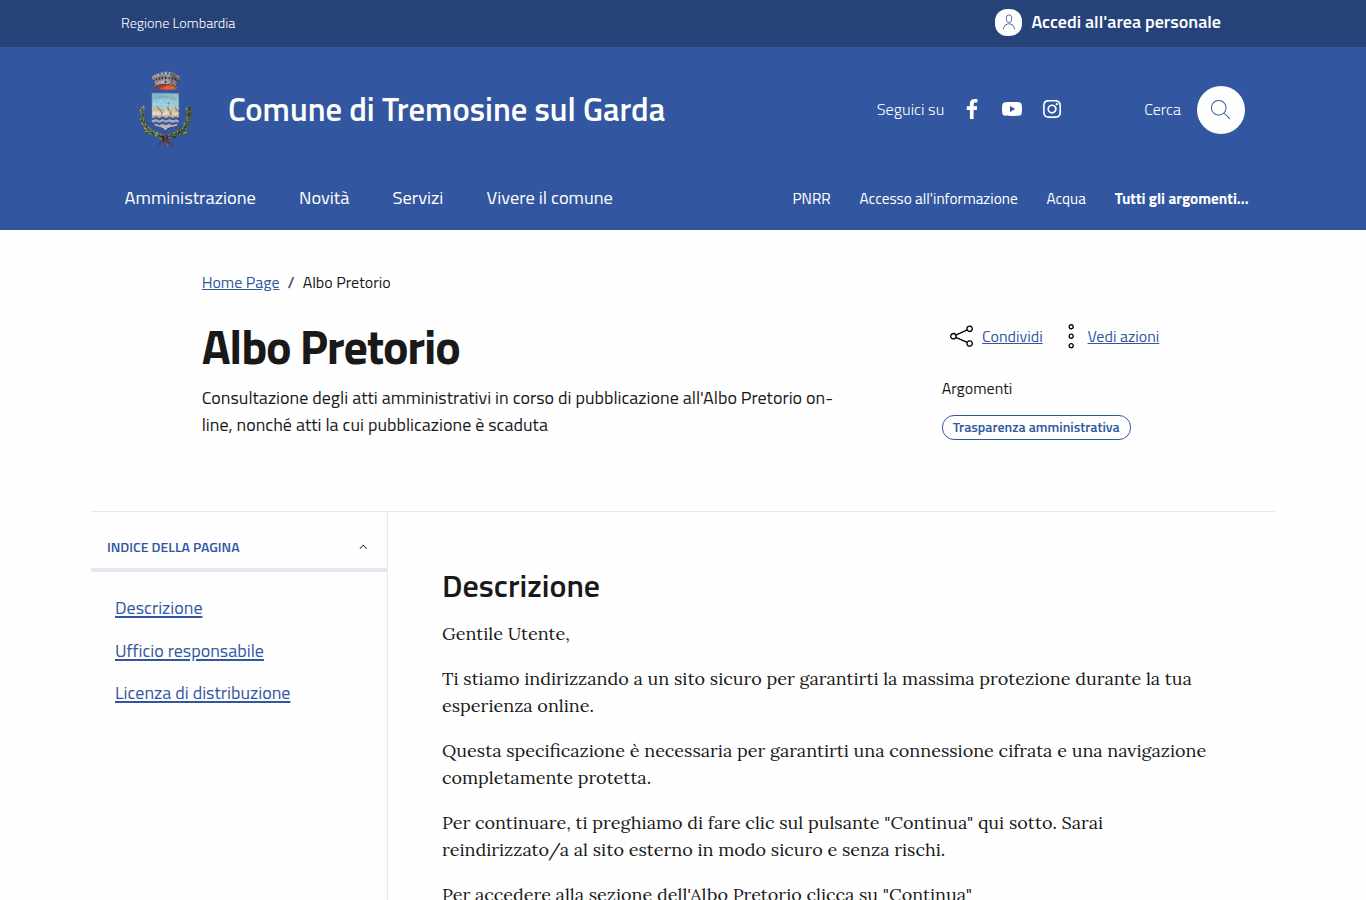 Regione Lombardia
Accedi all'area personale
Comune di Tremosine sul Garda
Seguici su
Cerca
Amministrazione
Novità
Servizi
Vivere il comune
PNRR
Accesso all'informazione
Acqua
Tutti gli argomenti...
Home Page / Albo Pretorio
Albo Pretorio
Consultazione degli atti amministrativi in corso di pubblicazione all'Albo Pretorio on-
line, nonché atti la cui pubblicazione è scaduta
Condividi
Vedi azioni
Argomenti
Trasparenza amministrativa
INDICE DELLA PAGINA
Descrizione
Ufficio responsabile
Licenza di distribuzione
Descrizione
Gentile Utente,
Ti stiamo indirizzando a un sito sicuro per garantirti la massima protezione durante la tua
esperienza online.
Questa specificazione è necessaria per garantirti una connessione cifrata e una navigazione
completamente protetta.
Per continuare, ti preghiamo di fare clic sul pulsante "Continua" qui sotto. Sarai
reindirizzato/a al sito esterno in modo sicuro e senza rischi.
Per accedere alla sezione dell'Albo Pretorio clicca su "Continua"